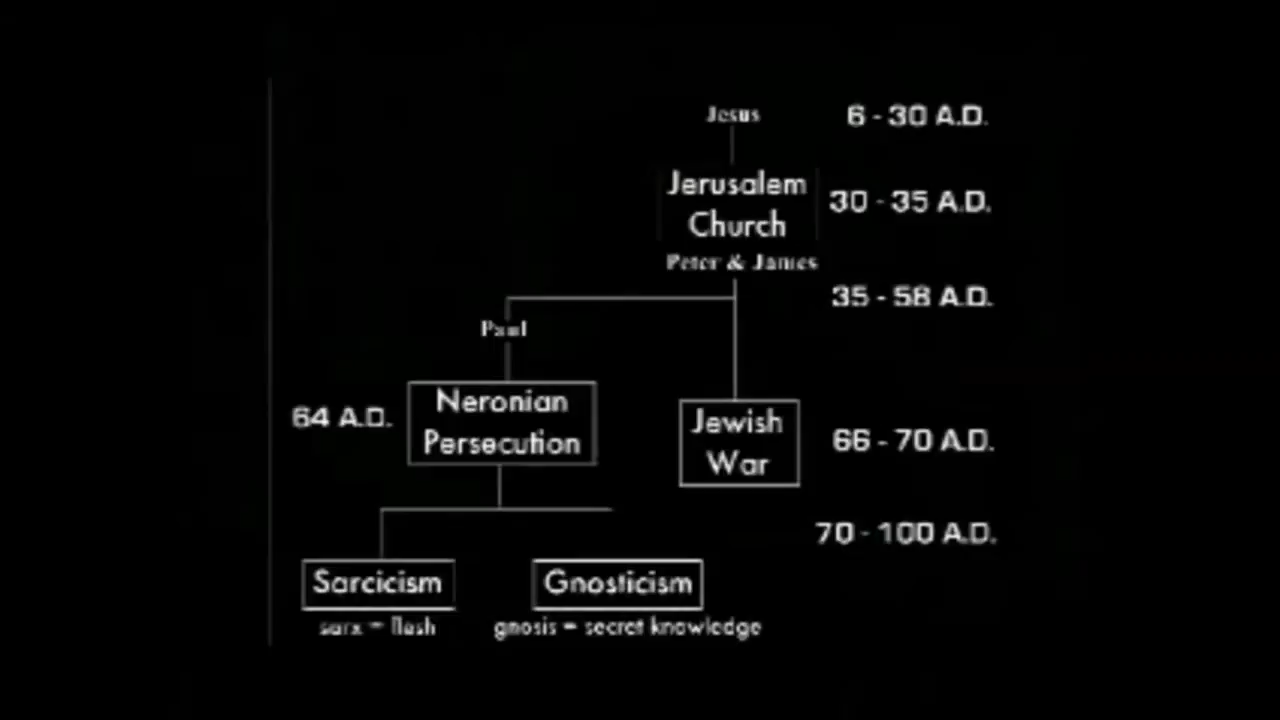 Jesus 6 - 30 A.D.
Jerusalem 30 - 35 A.D.
Church
Peter & James
35 - 58 A.D.
Paul
Neronian
64 A.D.
Persecution
Jewish
66 - 70 A.D.
War
70 - 100 A.D.
Sarcicism Gnosticism
sarx = flesh gnosis = secret knowledge